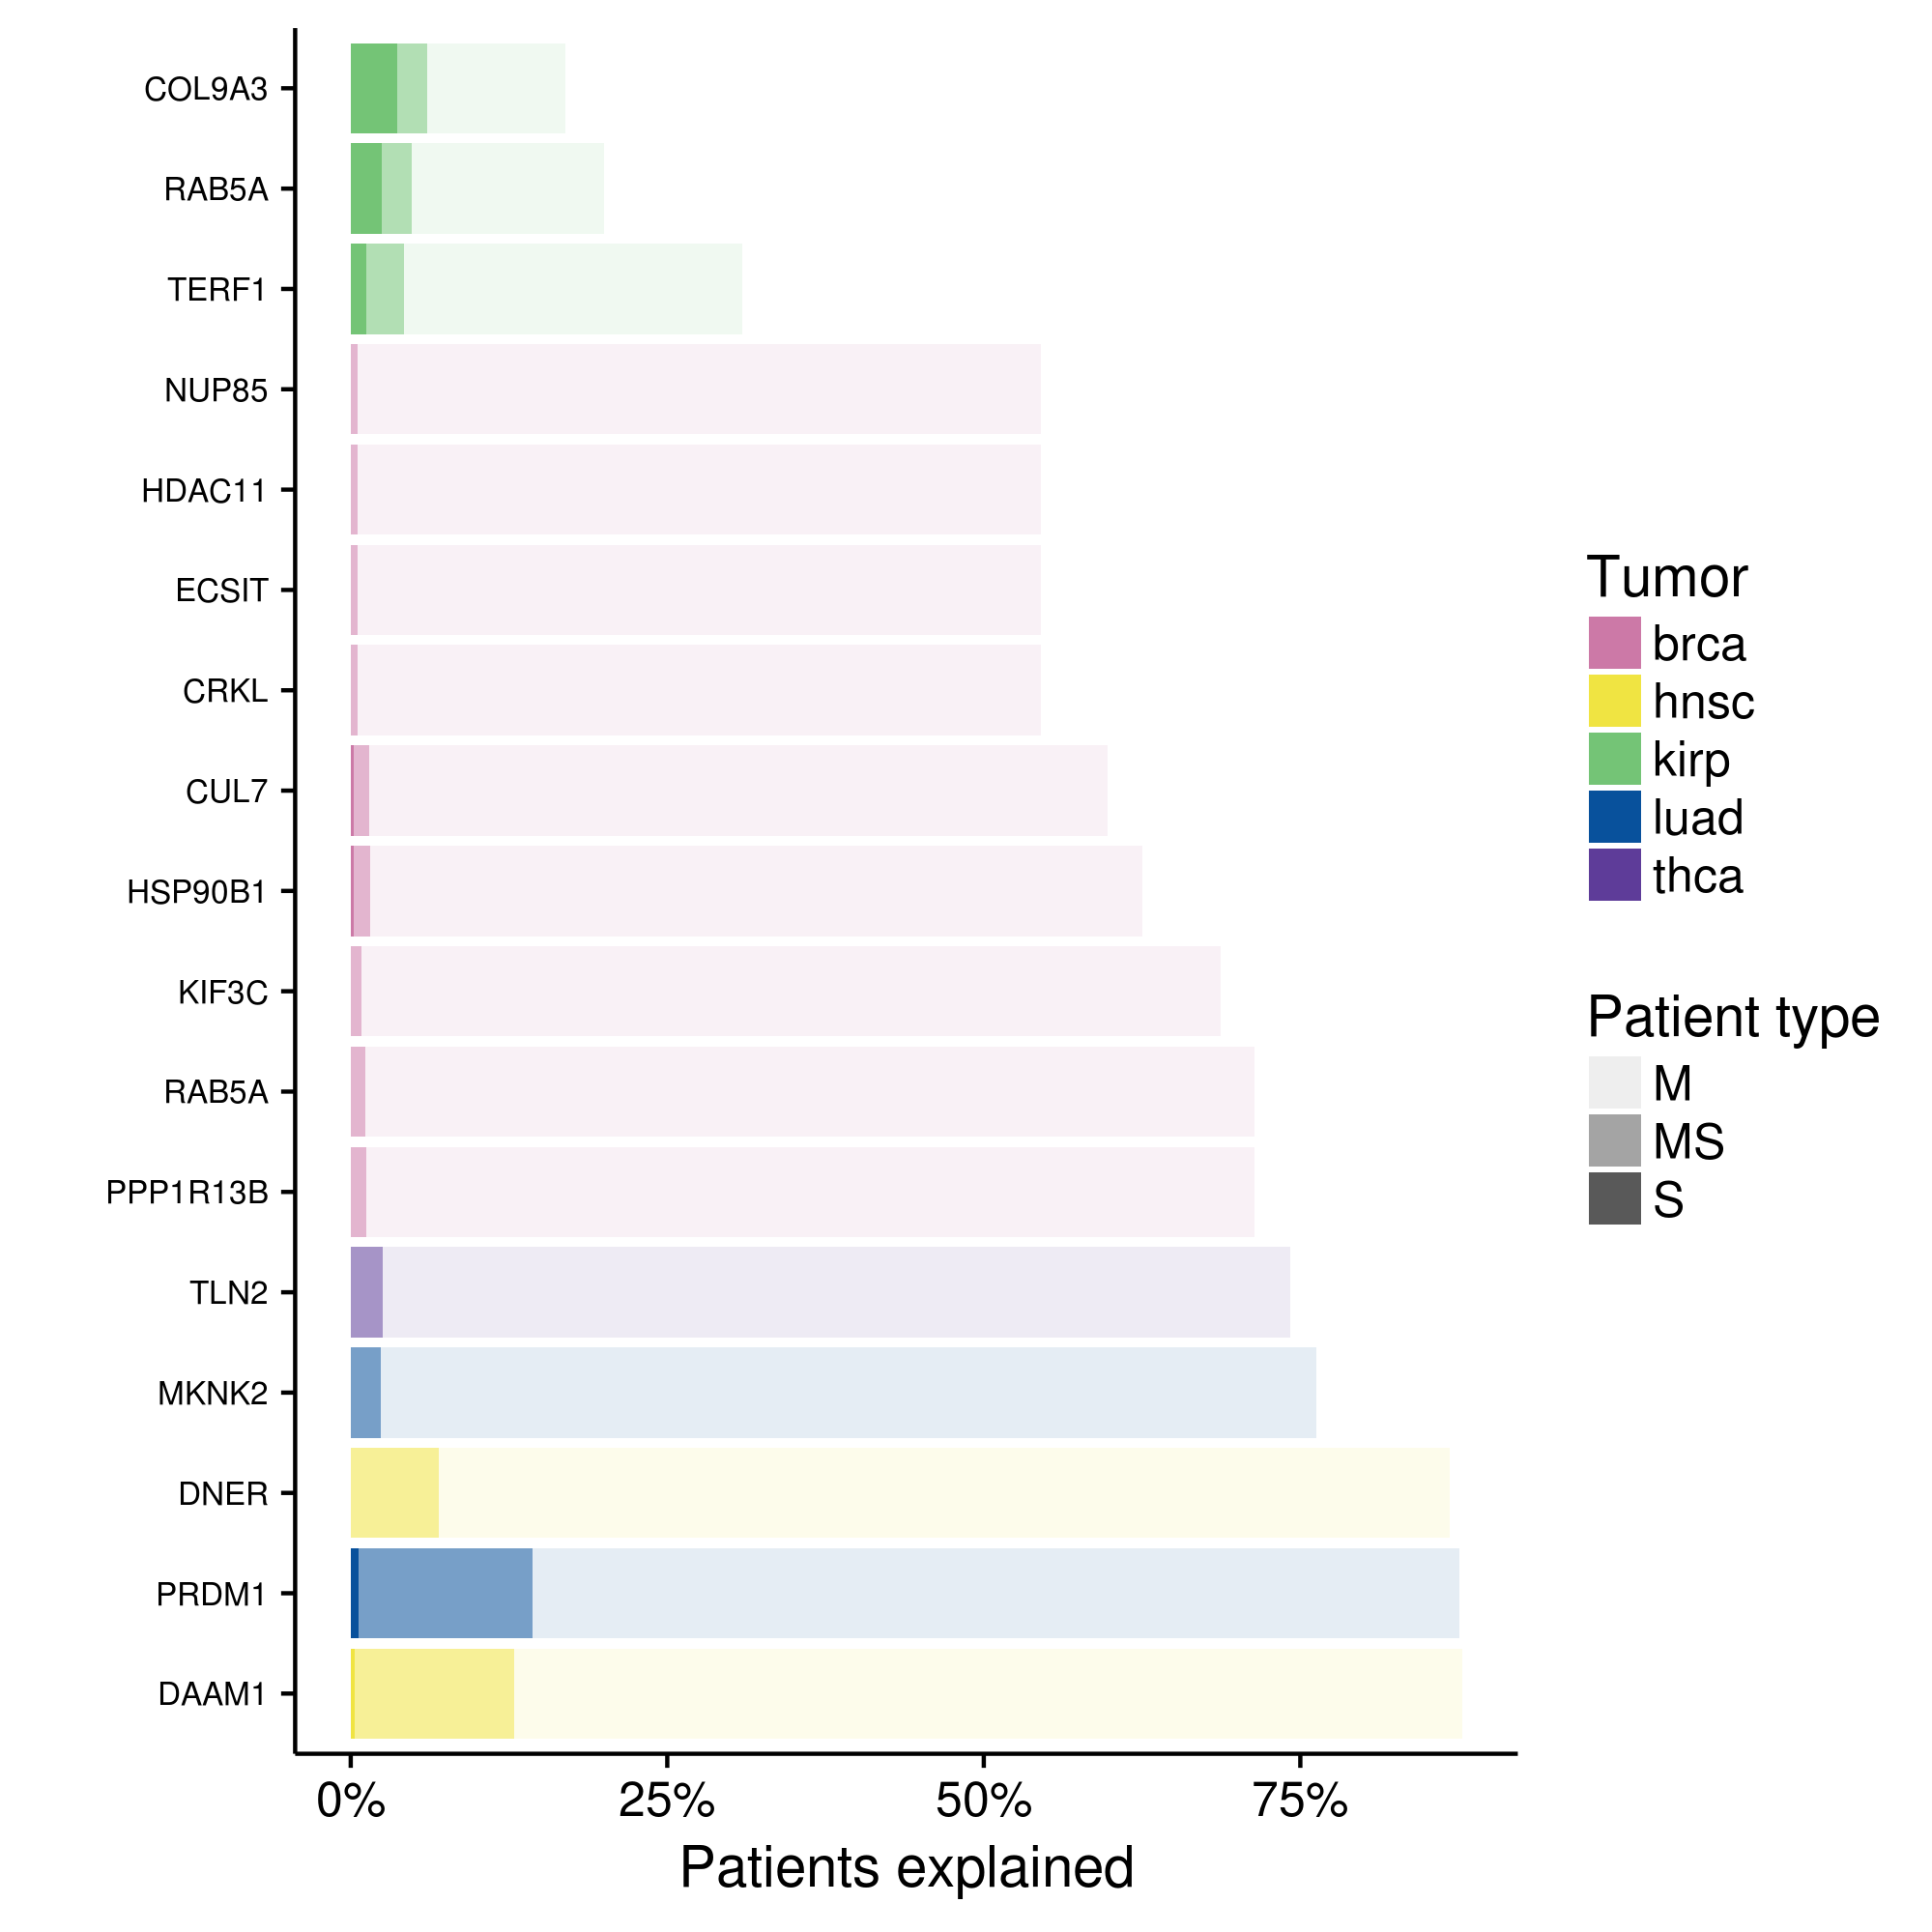 COL9A3
RAB5A
TERF1
NUP85
HDAC11
ECSIT
CRKL
CUL7
HSP90B1
KIF3C
RAB5A
PPP1R13B
TLN2
MKNK2
DNER
PRDM1
DAAM1
0% 25% 50% 75%
Patients explained
Tumor
brca
hnsc
kirp
luad
thca
Patient type
M
MS
S